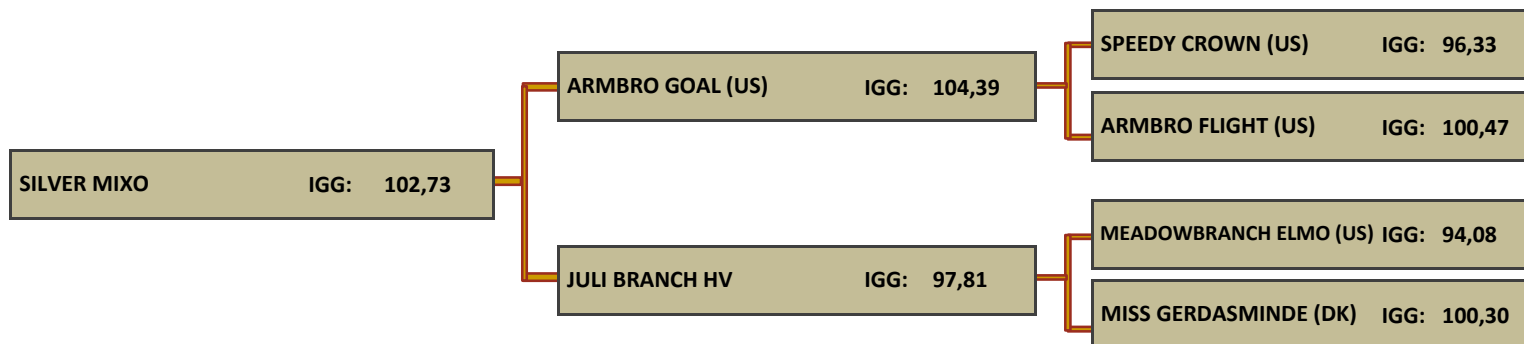 SPEEDY CROWN (US) IGG: 96,33
ARMBRO GOAL (US) IGG: 104,39
ARMBRO FLIGHT (US) IGG: 100,47
SILVER MIXO IGG: 102,73
MEADOWBRANCH ELMO (US) IGG: 94,08
JULI BRANCH HV IGG: 97,81
MISS GERDASMINDE (DK) IGG: 100,30